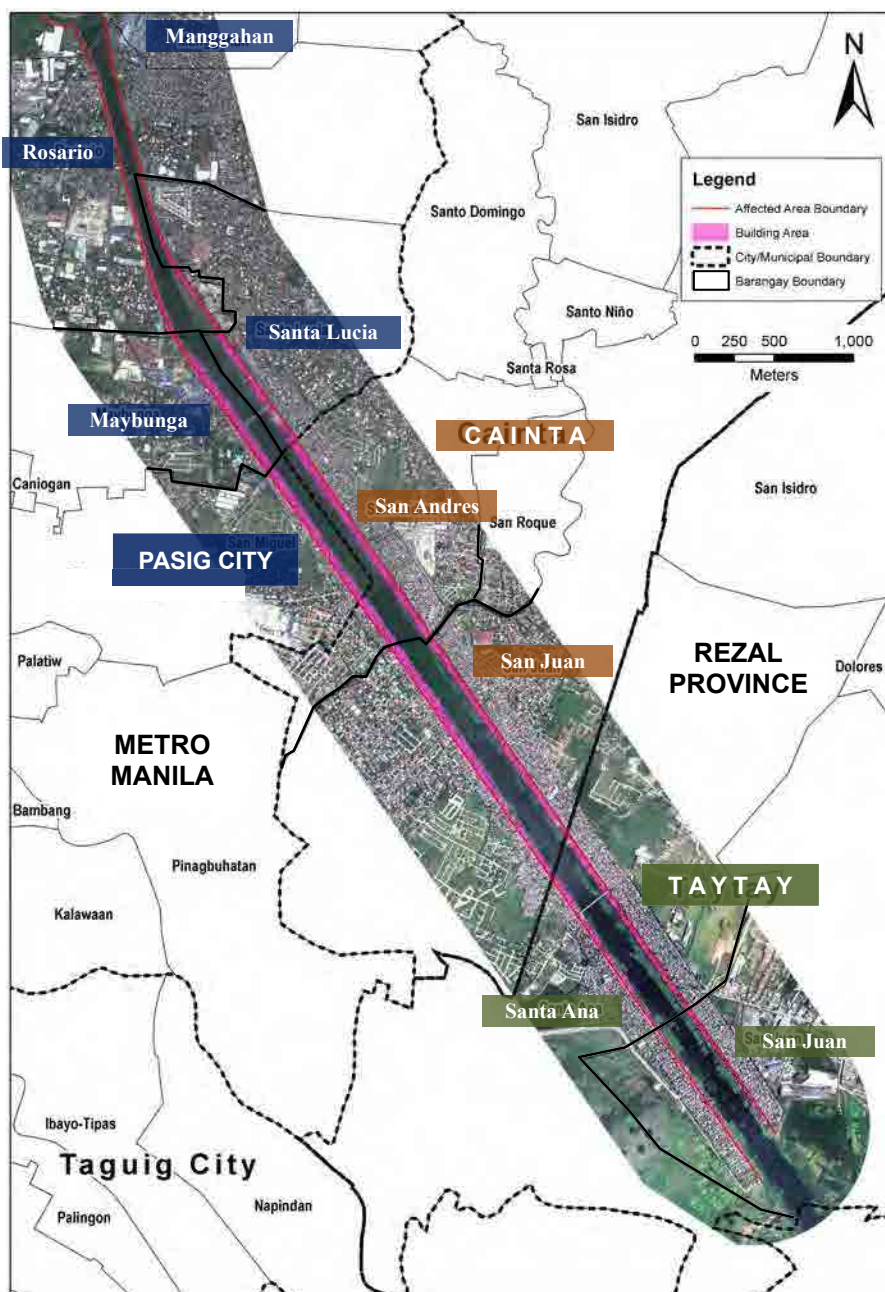 Manggahan
N
San Isidro
Rosario
Legend
Affected Area Boundary
Building Area
City/Municipal Boundary
Barangay Boundary
Santo Domingo
Santo Niño
Santa Lucia
0 250 500 1,000
Meters
Santa Rosa
Maybunga
CAINTA
Caniogan
San Isidro
San Andres
San Roque
PASIG CITY
San Miguel
San Juan
REZAL
PROVINCE
Palatiw
Dolores
METRO
MANILA
Bambang
Pinagbuhatan
TAYTAY
Kalawaan
Santa Ana
San Juan
Ibayo-Tipas
Taguig City
Napindan
Palingon